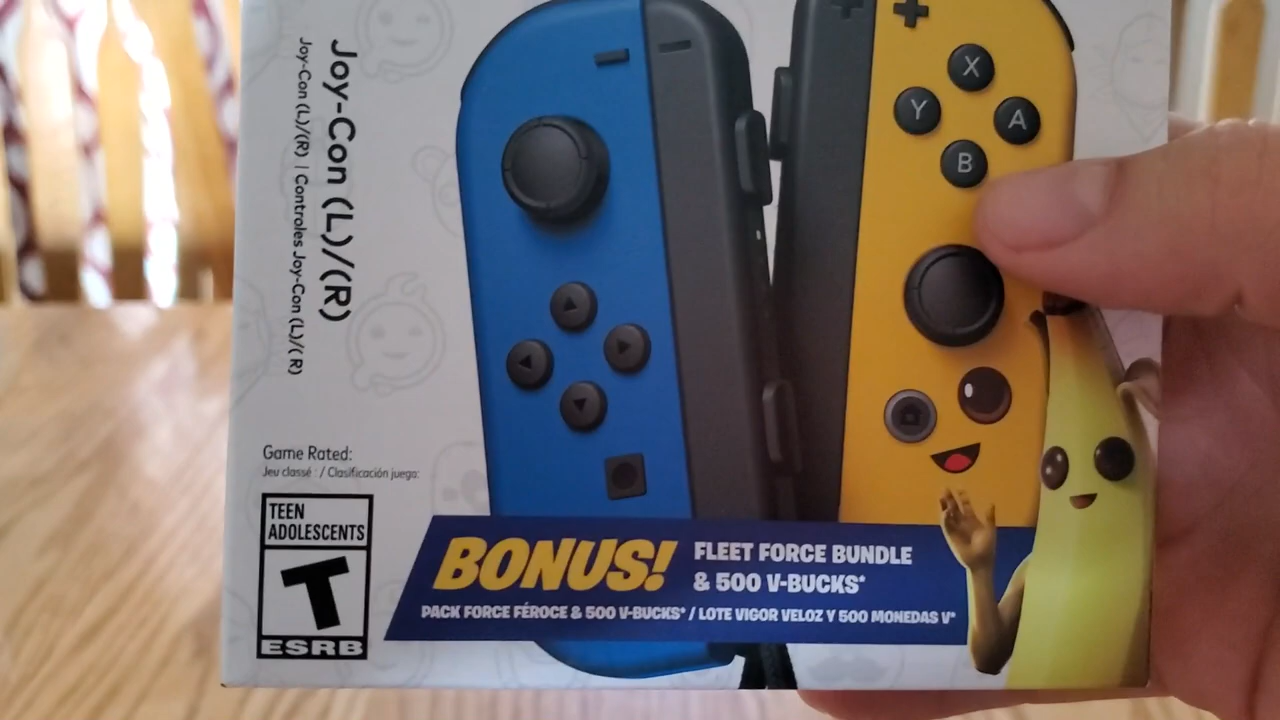 Joy-Con (L)/(R)
Joy-Con (L)/(R) | Controles Joy-Con (L)/( R)
X
Y
A
B
Game Rated:
Jeu classé : / Clasificación juego:
TEEN
ADOLESCENTS
T
ESRB
BONUS! FLEET FORCE BUNDLE
& 500 V-BUCKS*
PACK FORCE FÉROCE & 500 V-BUCKS* / LOTE VIGOR VELOZ Y 500 MONEDAS V*